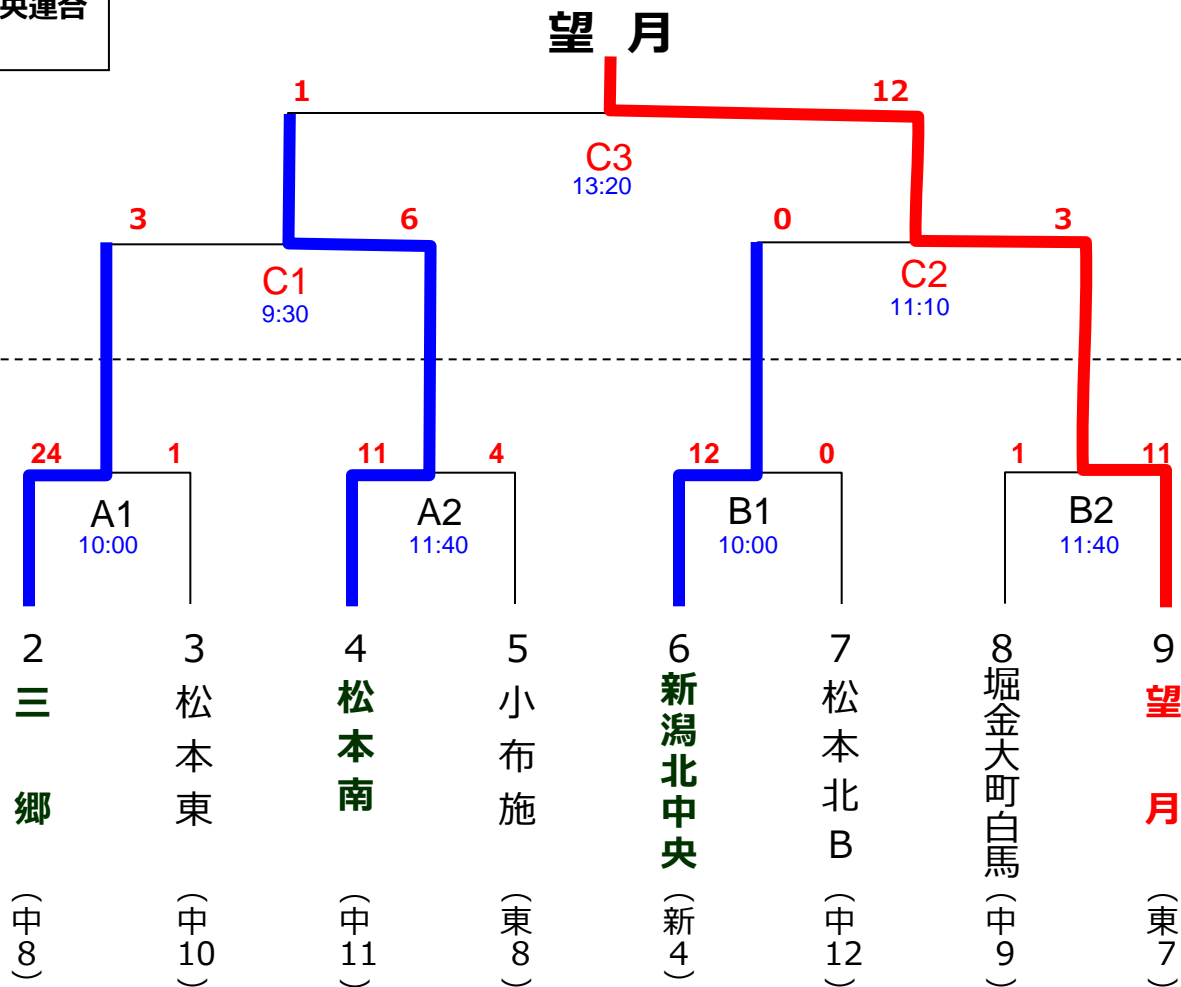 央連合
望 月
1 12
C3
13:20
3 6 0 3
C1 C2
9:30 11:10
24 1 11 4 12 0 1 11
A1 A2 B1 B2
10:00 11:40 10:00 11:40
2 3 4 5 6 7 8 9
三郷
松本東
松本南
小布施
新潟北中央
松本北B
堀金大町白馬
望月
（中8）
（中10）
（中11）
（東8）
（新4）
（中12）
（中9）
（東7）